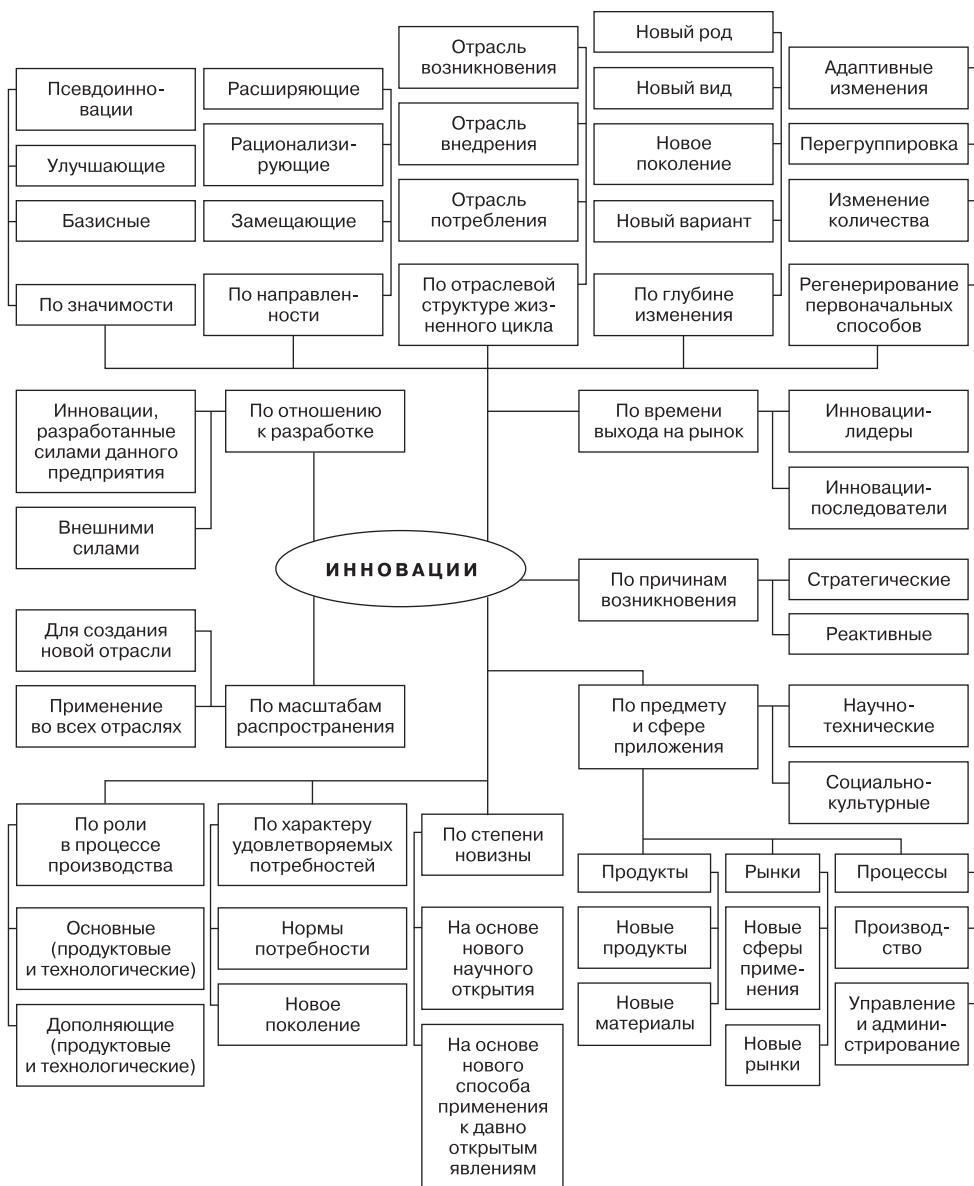 Псевдоинно-
вации
Улучшающие
Базисные
По значимости
Расширяющие
Рационализи-
рующие
Замещающие
По направлен-
ности
Отрасль
возникновения
Отрасль
внедрения
Отрасль
потребления
По отраслевой
структуре жиз-
ненного цикла
Новый род
Новый вид
Новое
поколение
Новый вариант
По глубине
изменения
Адаптивные
изменения
Перегруппировка
Изменение
количества
Регенерирование
первоначальных
способов
Инновации,
разработанные
силами данного
предприятия
Внешними
силами
По отношению
к разработке
По времени
выхода на рынок
Инновации-
лидеры
Инновации-
последователи
ИННОВАЦИИ
По причинам
возникновения
Стратегические
Реактивные
Для создания
новой отрасли
Применение
во всех отраслях
По масштабам
распространения
По предмету
и сфере
приложения
Научно-
технические
Социально-
культурные
По роли
в процессе
производства
Основные
(продуктовые
и технологические)
Дополняющие
(продуктовые
и технологические)
По характеру
удовлетворяемых
потребностей
Нормы
потребности
Новое
поколение
По степени
новизны
На основе
нового
научного
открытия
На основе
нового
способа
применения
к давно
открытым
явлениям
Продукты
Новые
продукты
Новые
материалы
Рынки
Новые
сферы
приме-
нения
Новые
рынки
Процессы
Производ-
ство
Управление
и админи-
стрирование